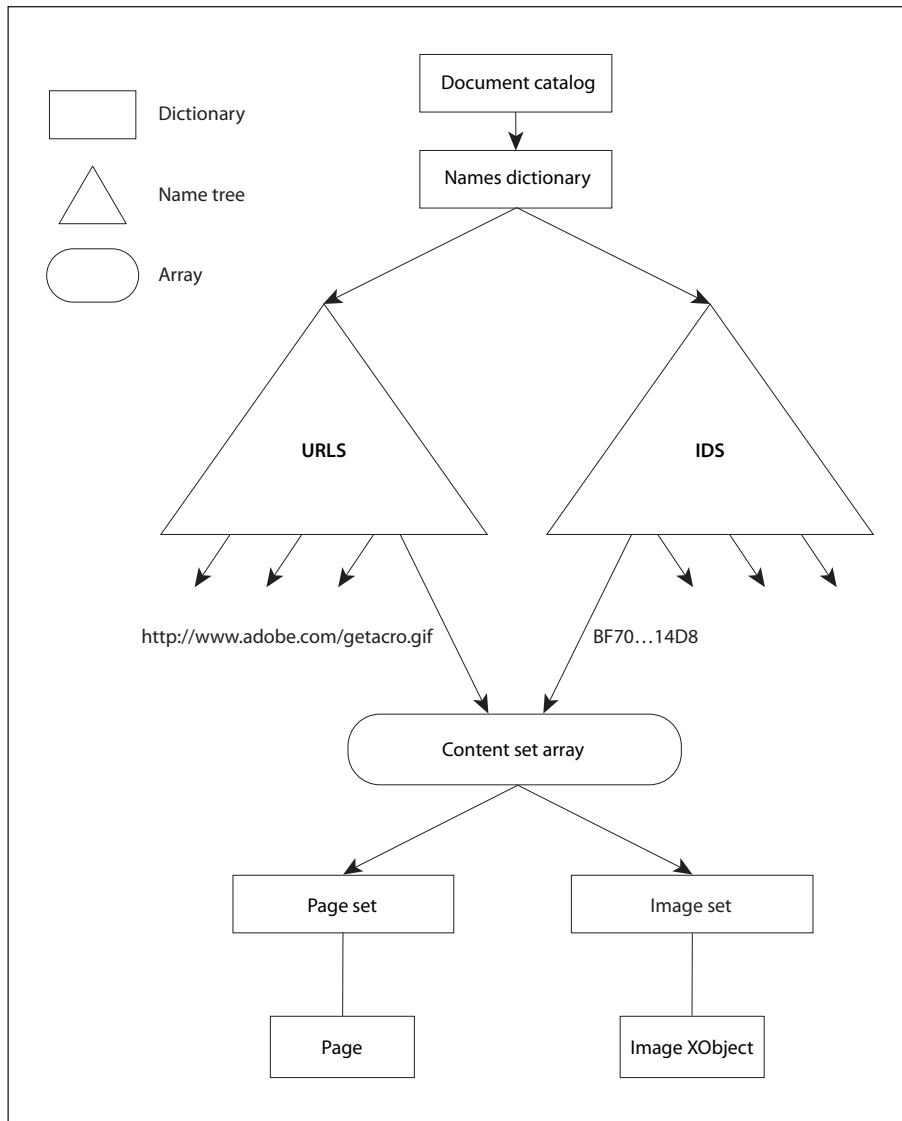 Document catalog
Dictionary
Names dictionary
Name tree
Array
URLS
IDS
http://www.adobe.com/getacro.gif
BF70…14D8
Content set array
Page set
Image set
Page
Image XObject